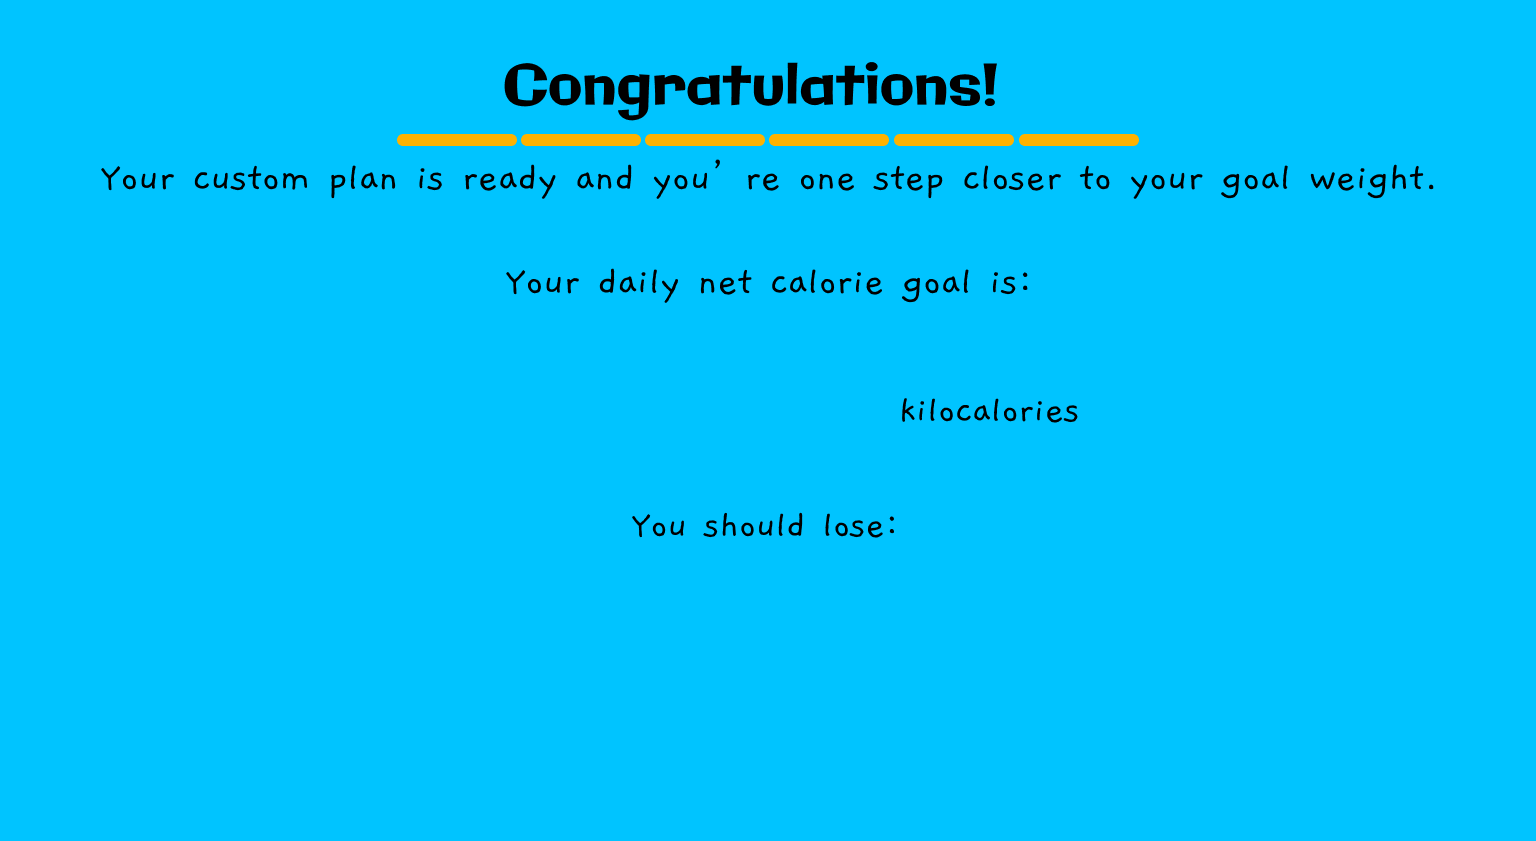 Congratulations!
Your custom plan is ready and you’re one step closer to your goal weight.
Your daily net calorie goal is:
kilocalories
You should lose: